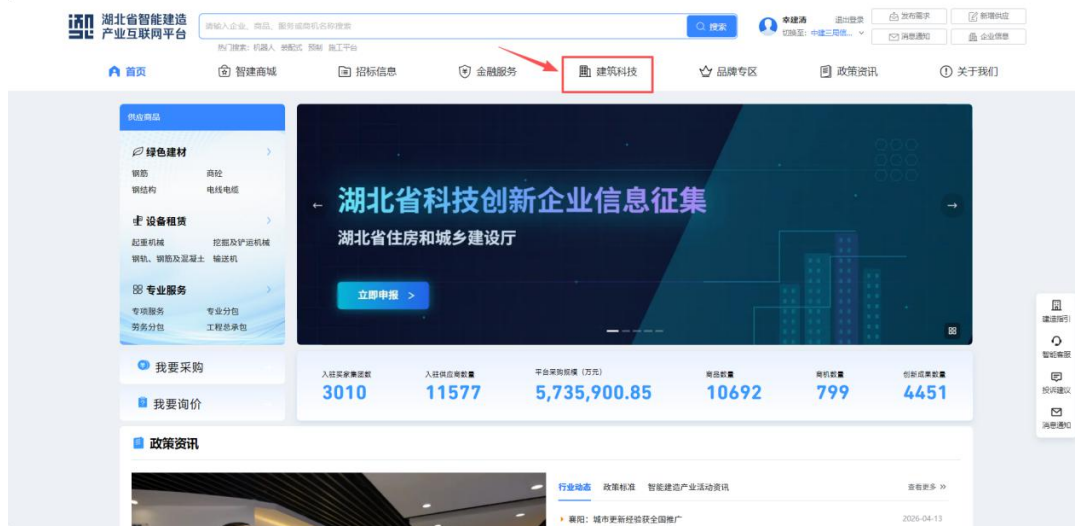 湖北省智能建造
产业互联网平台
请输入企业、商品、服务或商机名称搜索
搜索
热门搜索：机器人 装配式 预制 施工平台
幸建涛 退出登录
切换至：中建三局信...
发布需求
新增供应
消息通知
企业信息
首页
智建商城
招标信息
金融服务
建筑科技
品牌专区
政策资讯
关于我们
供应商品
绿色建材
钢筋 商砼
钢结构 电线电缆
设备租赁
起重机械 挖掘及铲运机械
钢轨、钢筋及混凝土 输送机
专业服务
专项服务 专业分包
劳务分包 工程总承包
湖北省科技创新企业信息征集
湖北省住房和城乡建设厅
立即申报 >
建造指引
智能客服
投诉建议
消息通知
我要采购
我要询价
入驻买家集团数
3010
入驻供应商数量
11577
平台采购规模（万元）
5,735,900.85
商品数量
10692
商机数量
799
创新成果数量
4451
政策资讯
行业动态 政策标准 智能建造产业活动资讯 查看更多 »
襄阳：城市更新经验获全国推广 2026-04-13